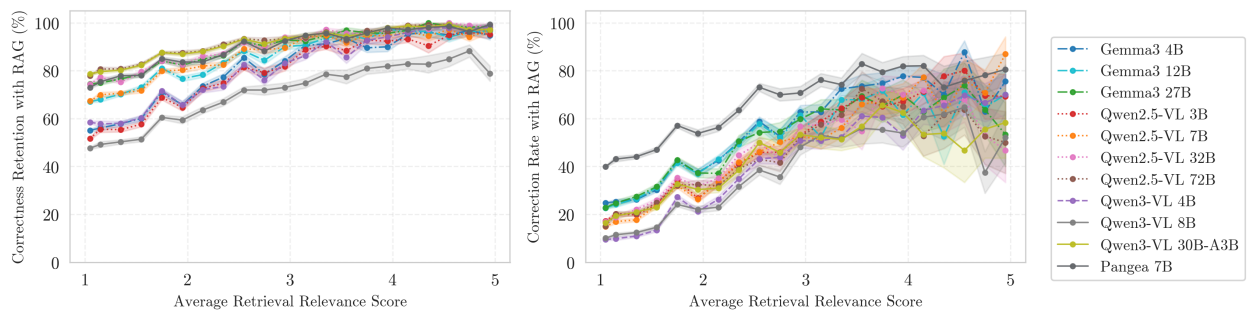 Correctness Retention with RAG (%)
100
80
60
40
20
0
1
2
3
4
5
Average Retrieval Relevance Score
Correction Rate with RAG (%)
100
80
60
40
20
0
1
2
3
4
5
Average Retrieval Relevance Score
Gemma3 4B
Gemma3 12B
Gemma3 27B
Qwen2.5-VL 3B
Qwen2.5-VL 7B
Qwen2.5-VL 32B
Qwen2.5-VL 72B
Qwen3-VL 4B
Qwen3-VL 8B
Qwen3-VL 30B-A3B
Pangea 7B